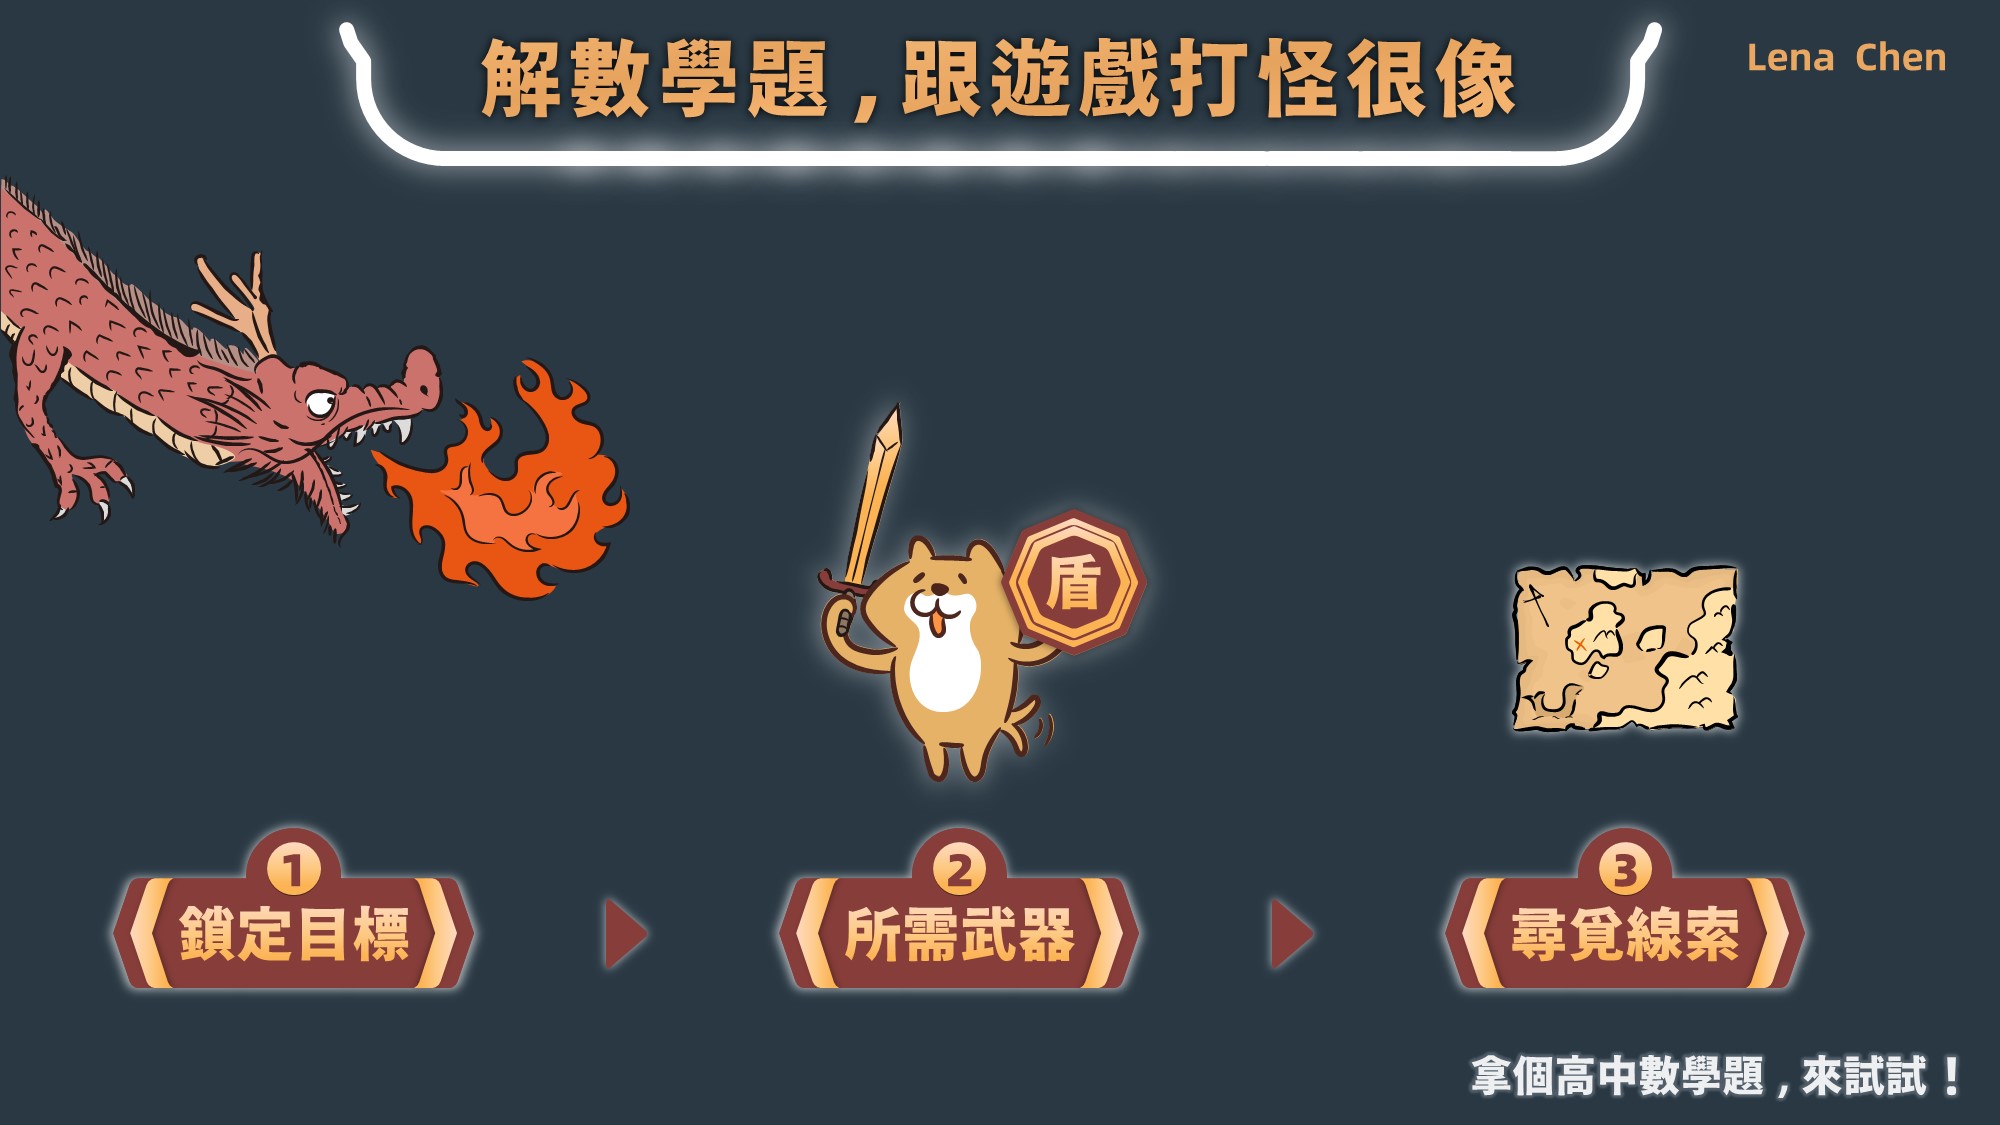 解數學題，跟遊戲打怪很像
Lena Chen
盾
1
鎖定目標
2
所需武器
3
尋覓線索
拿個高中數學題，來試試！